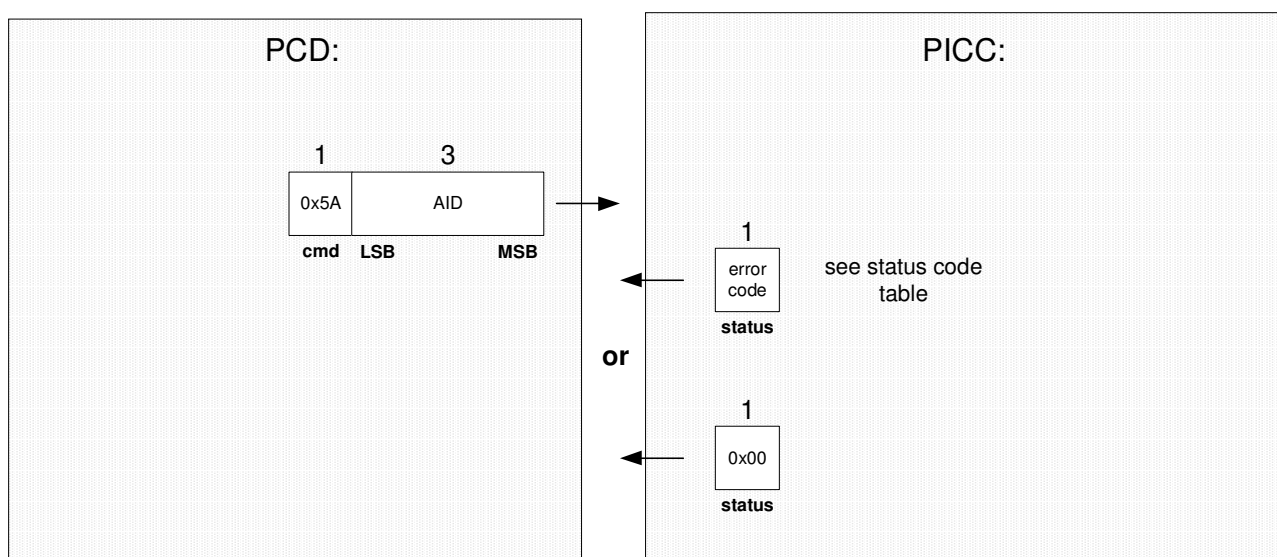 PCD:
PICC:
1 3
0x5A AID
cmd LSB MSB
1
error
code
see status code
table
status
or
1
0x00
status